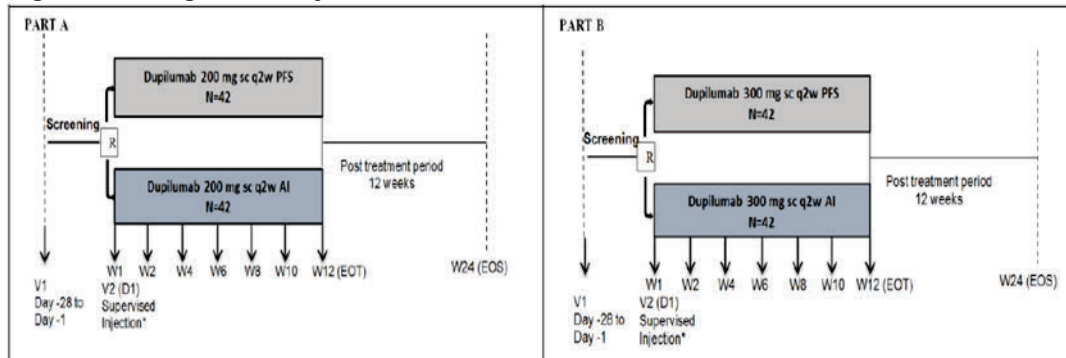 PART A
Dupilumab 200 mg sc q2w PFS
N=42
Screening
R
Dupilumab 200 mg sc q2w AI
N=42
Post treatment period
12 weeks
W1 W2 W4 W6 W8 W10 W12 (EOT)
W24 (EOS)
V1
Day -28 to
Day -1
V2 (D1)
Supervised
Injection*
PART B
Dupilumab 300 mg sc q2w PFS
N=42
Screening
R
Dupilumab 300 mg sc q2w AI
N=42
Post treatment period
12 weeks
W1 W2 W4 W6 W8 W10 W12 (EOT)
W24 (EOS)
V1
Day -28 to
Day -1
V2 (D1)
Supervised
Injection*